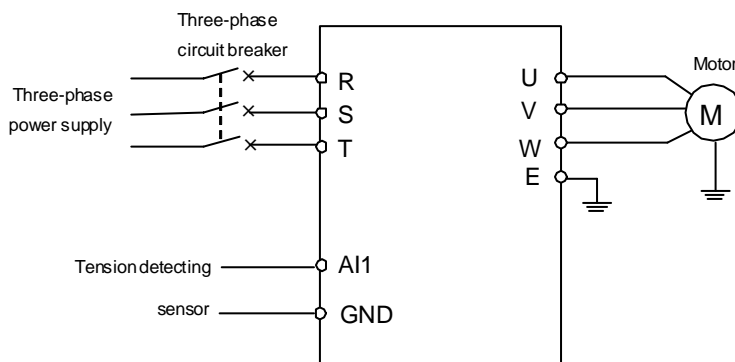 Three-phase
circuit breaker
Three-phase
power supply
R
S
T
U
V
W
E
Motor
M
Tension detecting
sensor
AI1
GND